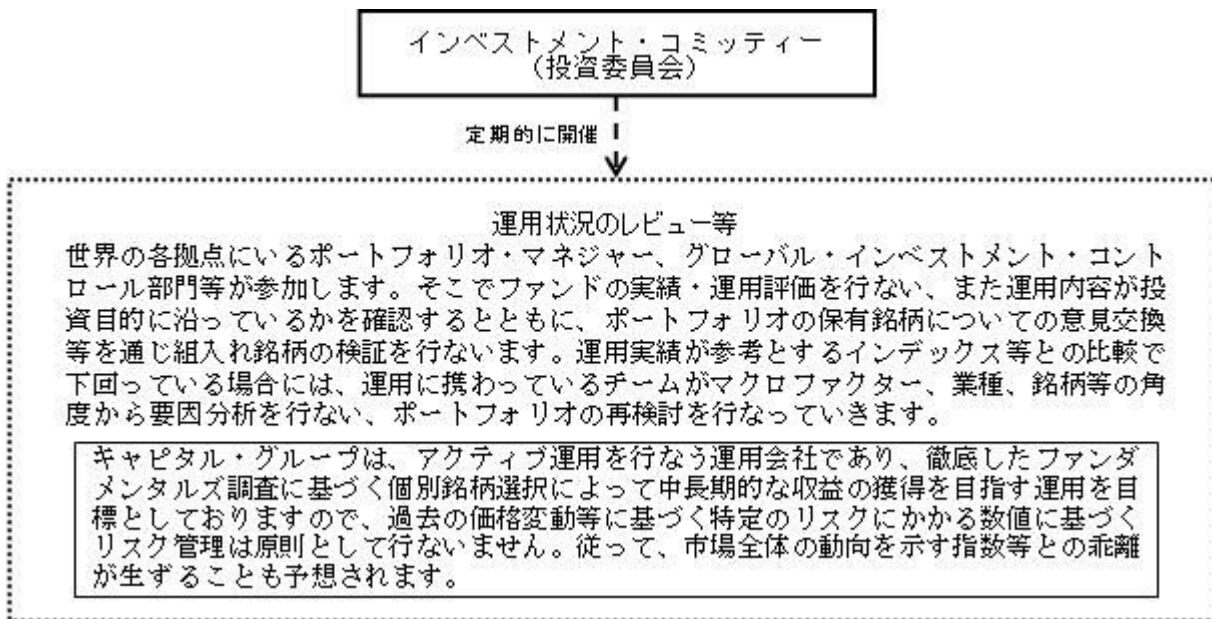 インベストメント・コミッティー
(投資委員会)
定期的に開催
運用状況のレビュー等
世界の各拠点にいるポートフォリオ・マネジャー、グローバル・インベストメント・コント
ロール部門等が参加します。そこでファンドの実績・運用評価を行ない、また運用内容が投
資目的に沿っているかを確認するとともに、ポートフォリオの保有銘柄についての意見交換
等を通じ組入れ銘柄の検証を行ないます。運用実績が参考とするインデックス等との比較で
下回っている場合には、運用に携わっているチームがマクロファクター、業種、銘柄等の角
度から要因分析を行ない、ポートフォリオの再検討を行なっていきます。
キャピタル・グループは、アクティブ運用を行なう運用会社であり、徹底したファンダ
メンタルズ調査に基づく個別銘柄選択によって中長期的な収益の獲得を目指す運用を目
標としておりますので、過去の価格変動等に基づく特定のリスクにかかる数値に基づく
リスク管理は原則として行ないません。従って、市場全体の動向を示す指数等との乖離
が生ずることも予想されます。